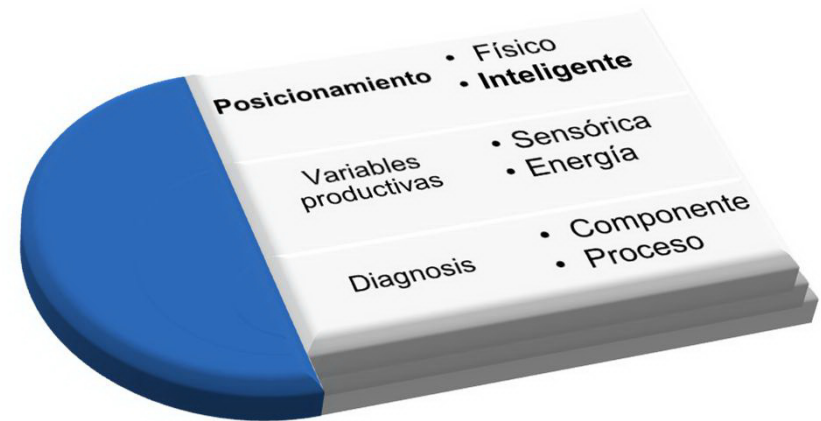 Posicionamiento
• Físico
• Inteligente
Variables
productivas
• Sensórica
• Energía
Diagnosis
• Componente
• Proceso